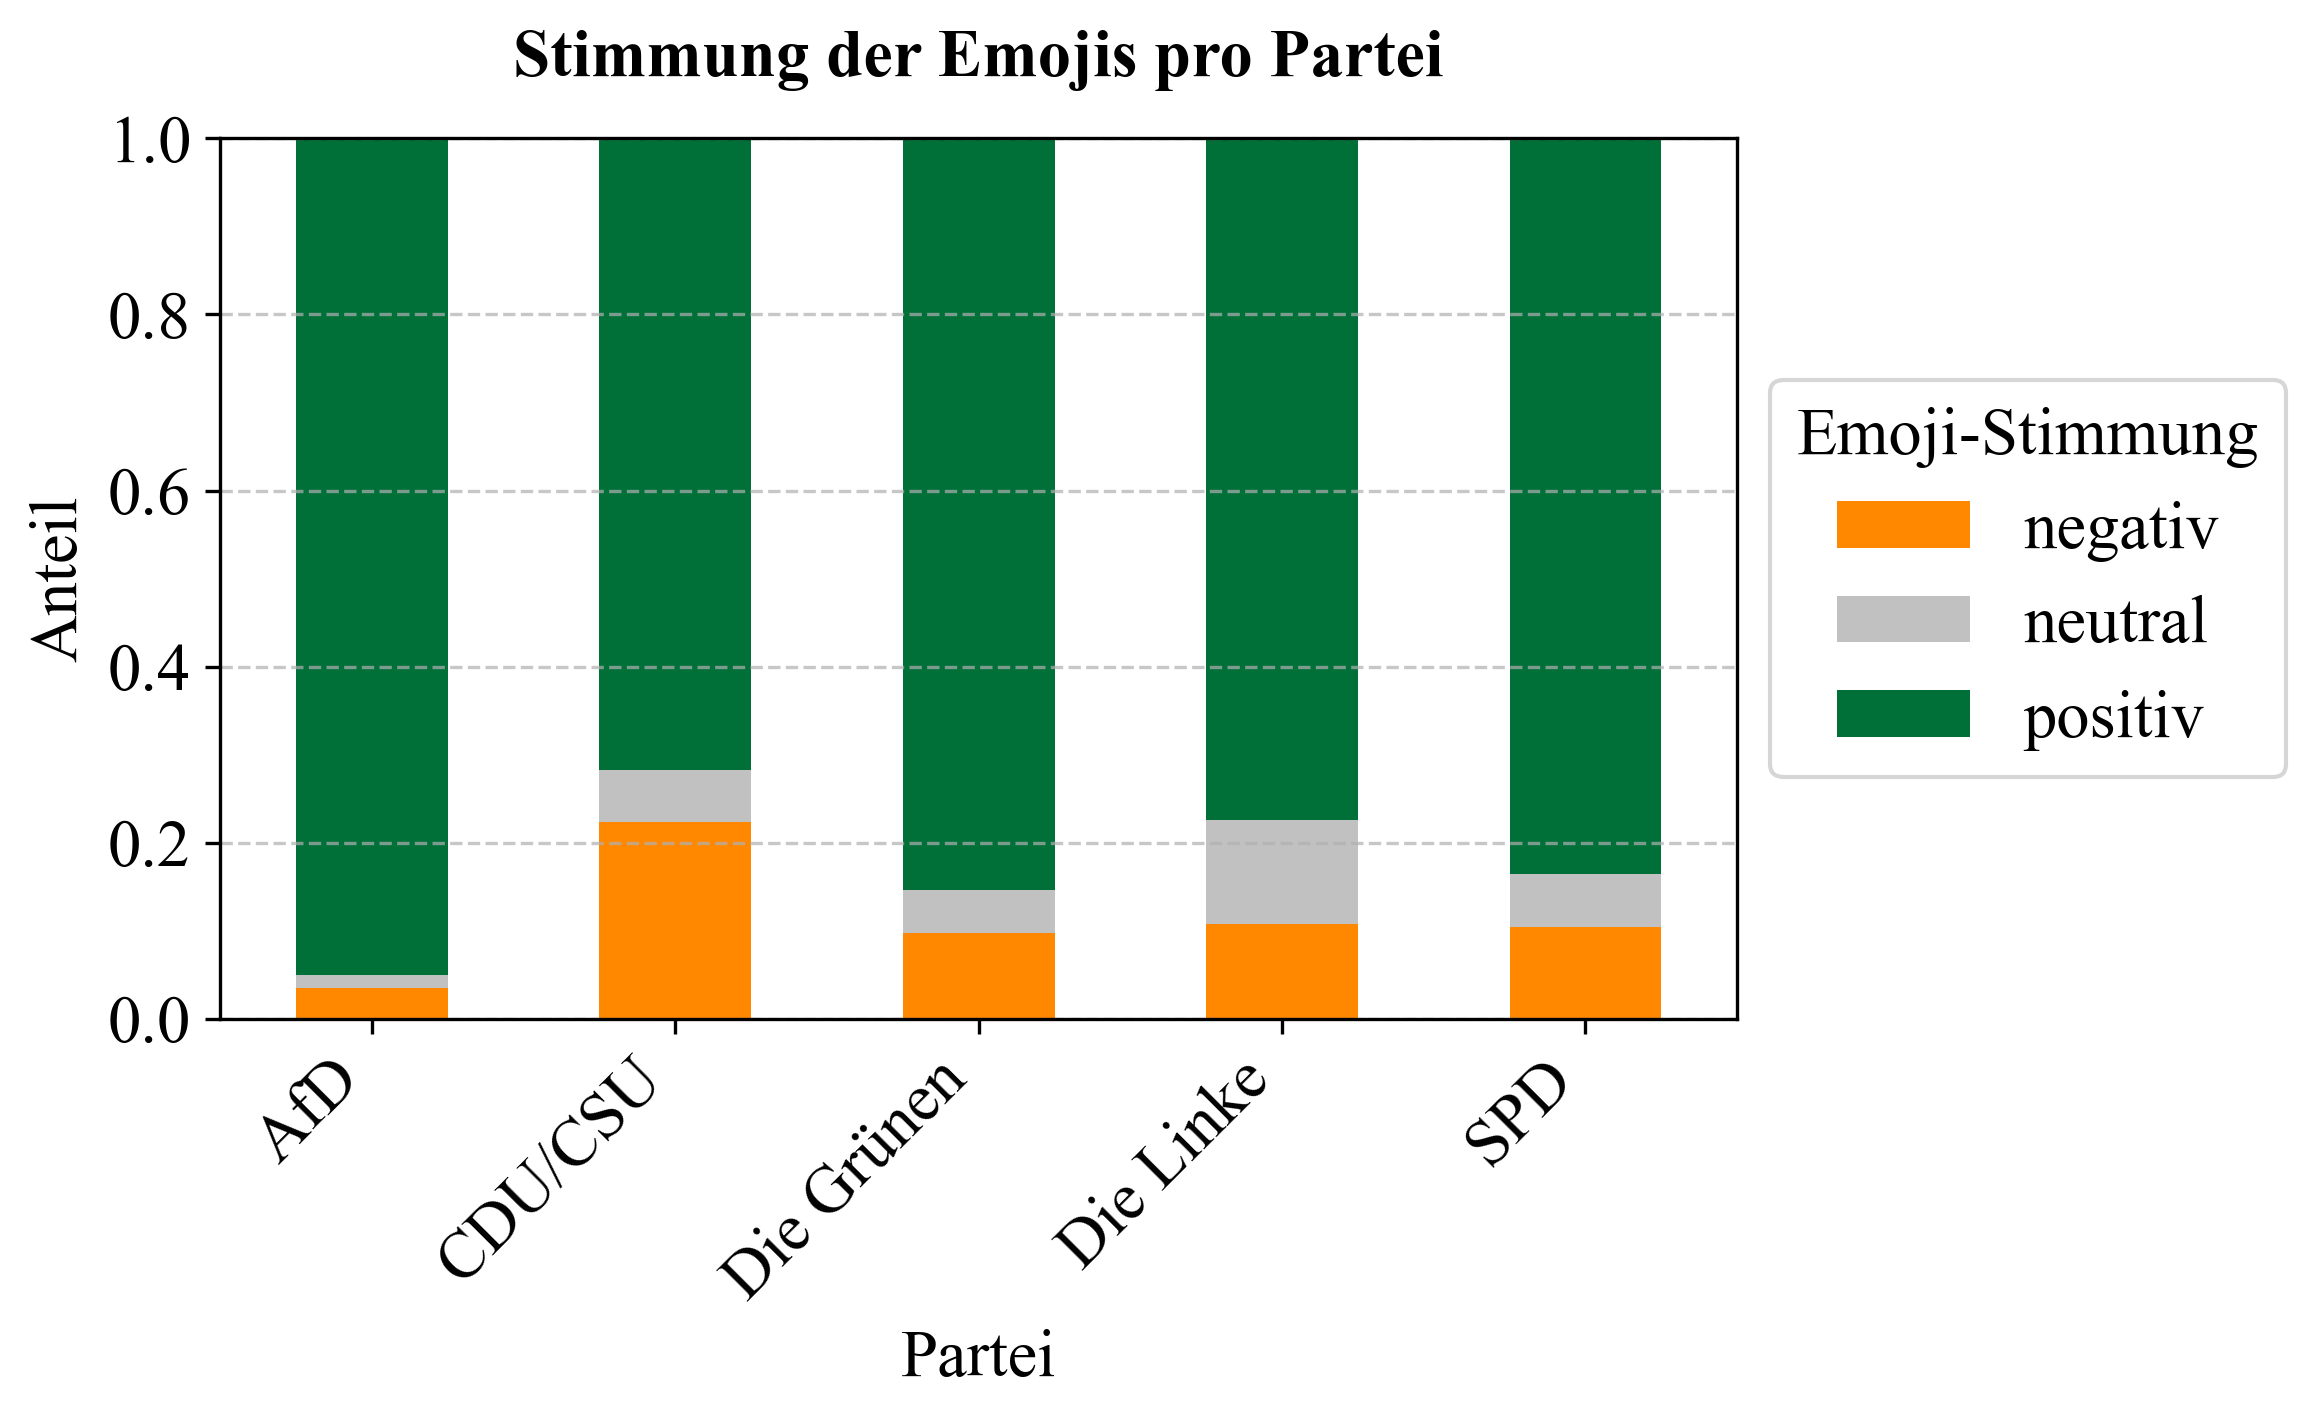 Stimmung der Emojis pro Partei
1.0
0.8
0.6
0.4
0.2
0.0
Anteil
AfD
CDU/CSU
Die Grünen
Die Linke
SPD
Partei
Emoji-Stimmung
negativ
neutral
positiv